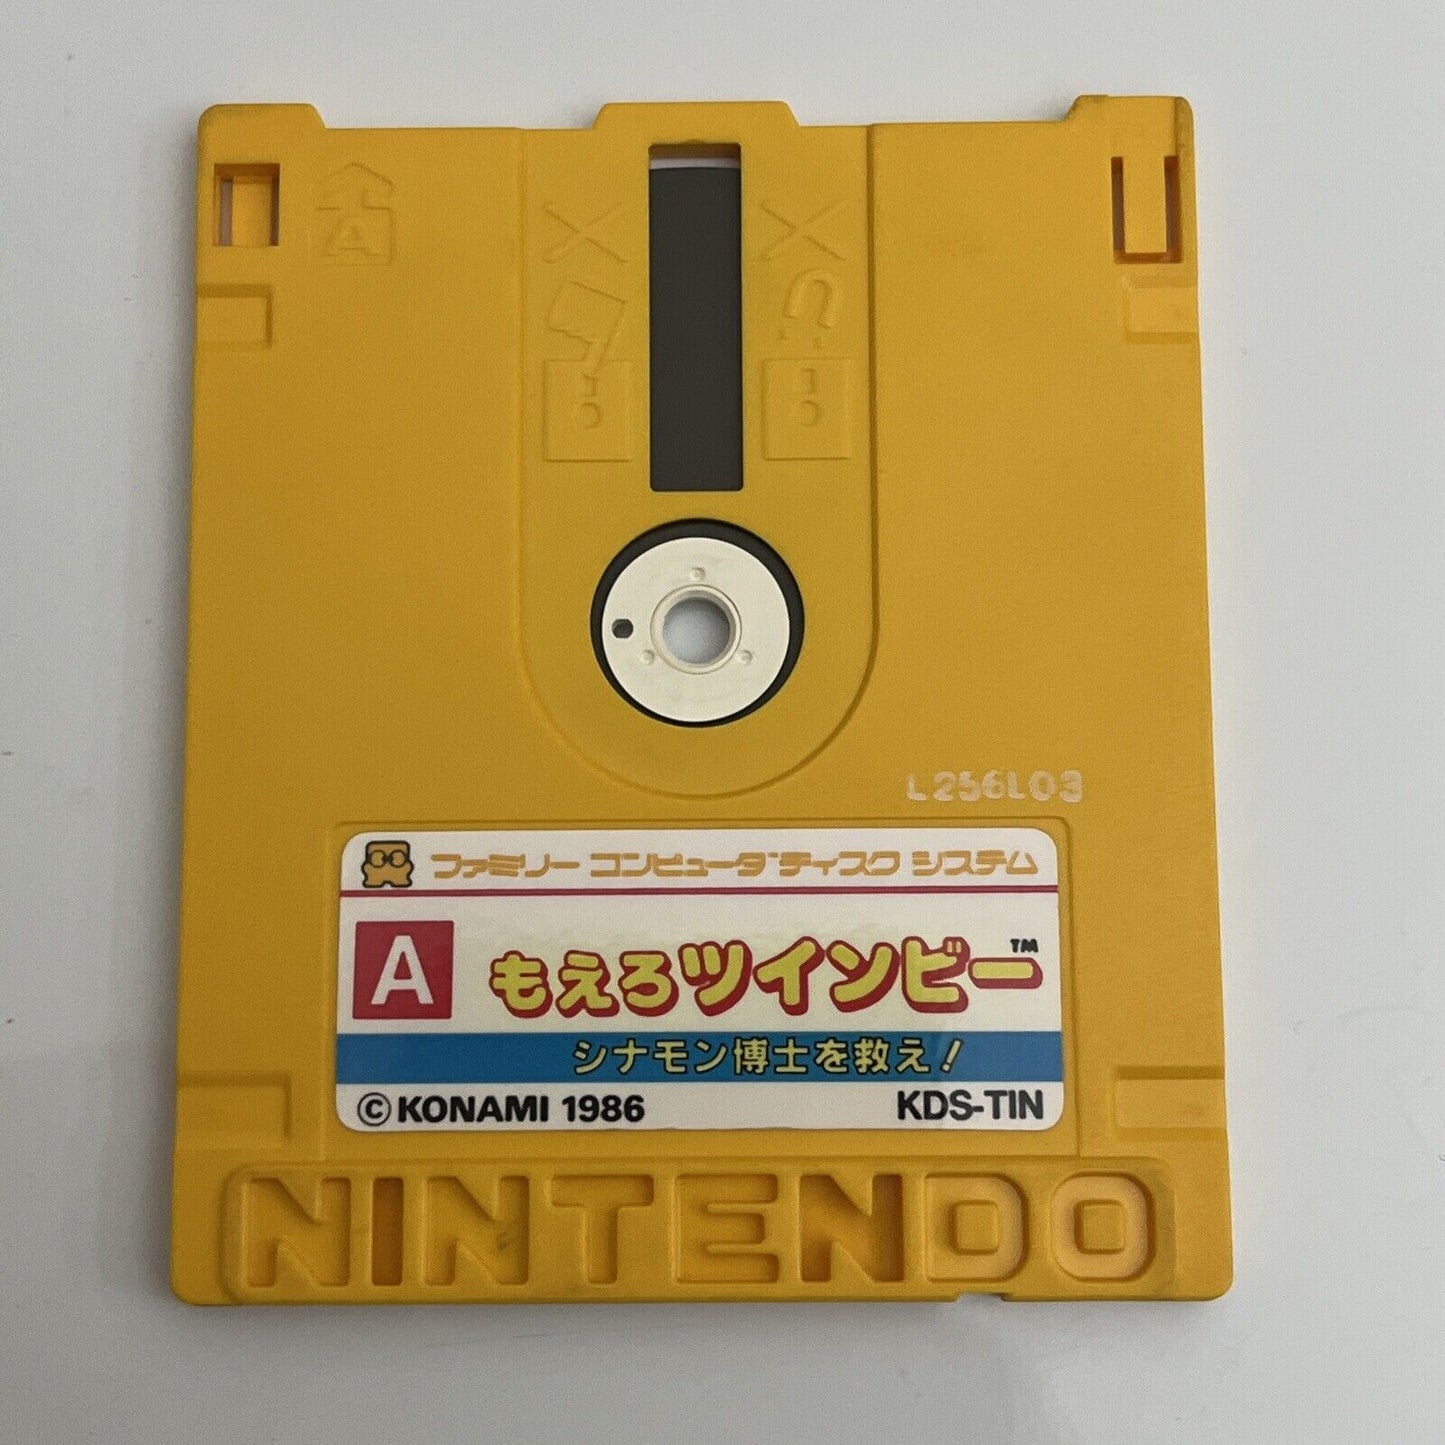 A
L256L03
ファミリー コンピュータ ディスク システム
A もえろツインビー™
シナモン博士を救え!
©KONAMI 1986 KDS-TIN
NINTENDO